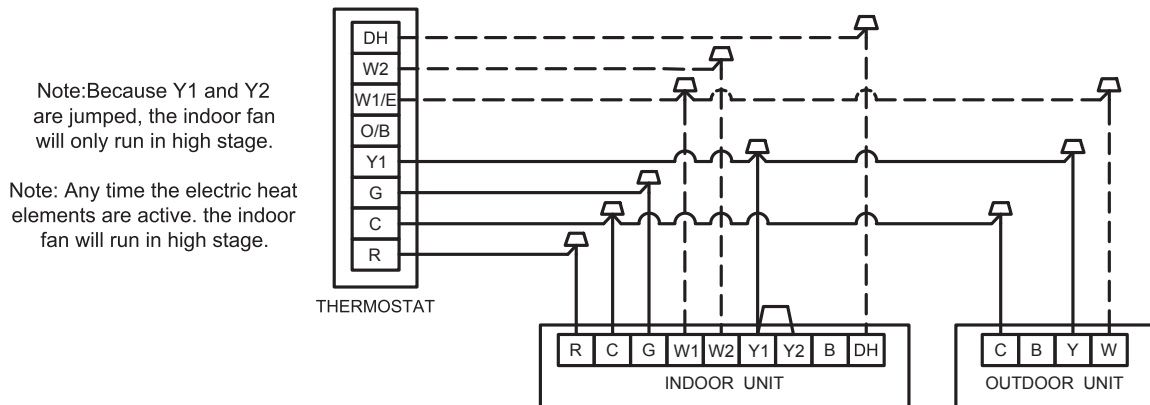 Note:Because Y1 and Y2
are jumped, the indoor fan
will only run in high stage.
Note: Any time the electric heat
elements are active. the indoor
fan will run in high stage.
DH
W2
W1/E
O/B
Y1
G
C
R
THERMOSTAT
R C G W1 W2 Y1 Y2 B DH
INDOOR UNIT
C B Y W
OUTDOOR UNIT